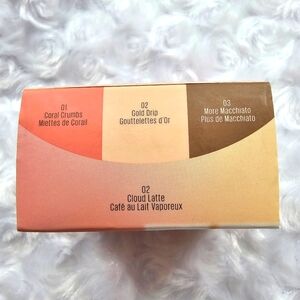 01
Coral Crumbs
Miettes de Corail
02
Gold Drip
Gouttelettes d'Or
03
More Macchiato
Plus de Macchiato
02
Cloud Latte
Café au Lait Vaporeux